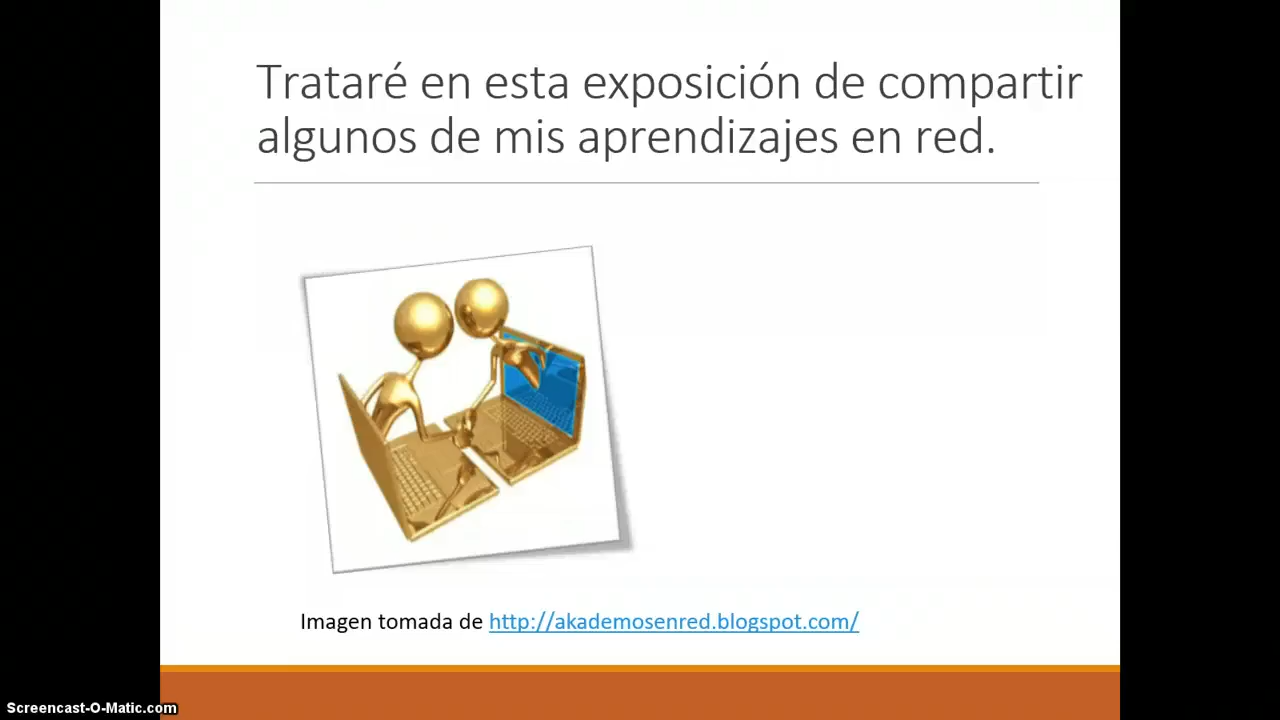 Trataré en esta exposición de compartir
algunos de mis aprendizajes en red.
Imagen tomada de http://akademosenred.blogspot.com/
Screencast-O-Matic.com